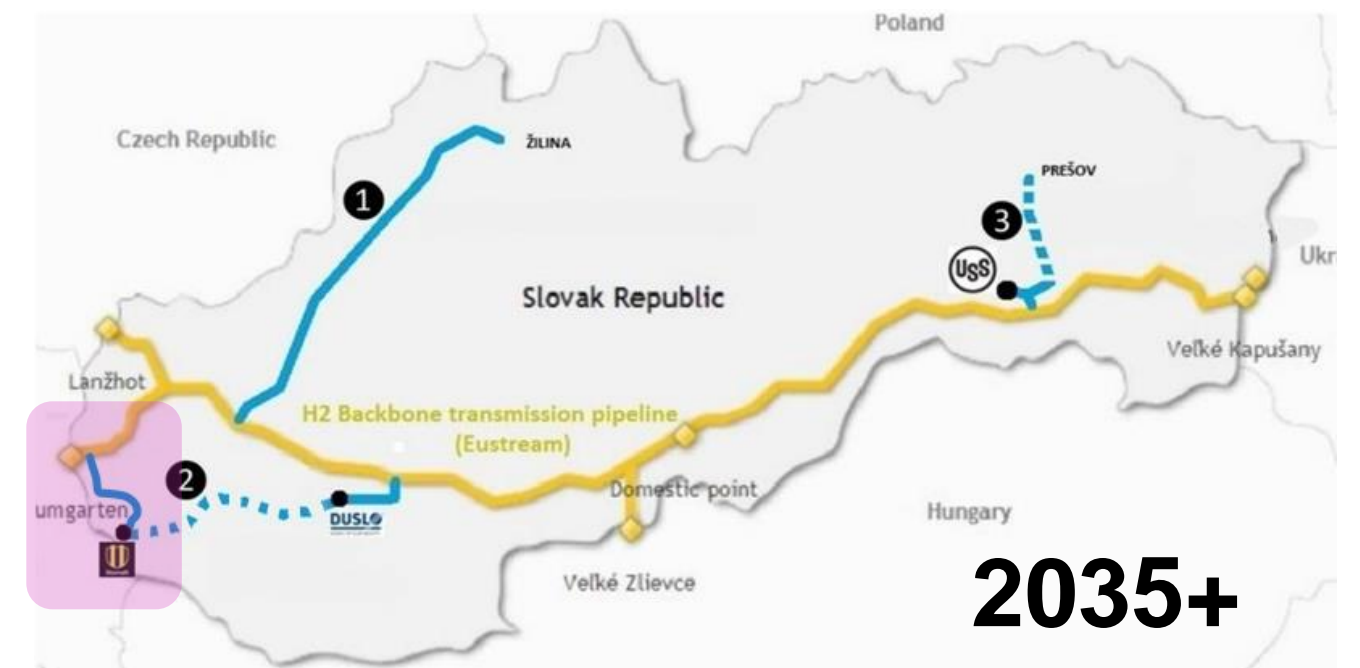 Poland
Czech Republic
ŽILINA
1
PREŠOV
3
USS
Ukr
Slovak Republic
Veľké Kapušany
Lanžhot
H2 Backbone transmission pipeline
(Eustream)
2
Domestic point
umgarten
DUSLO
Hungary
Veľké Zlievce
2035+